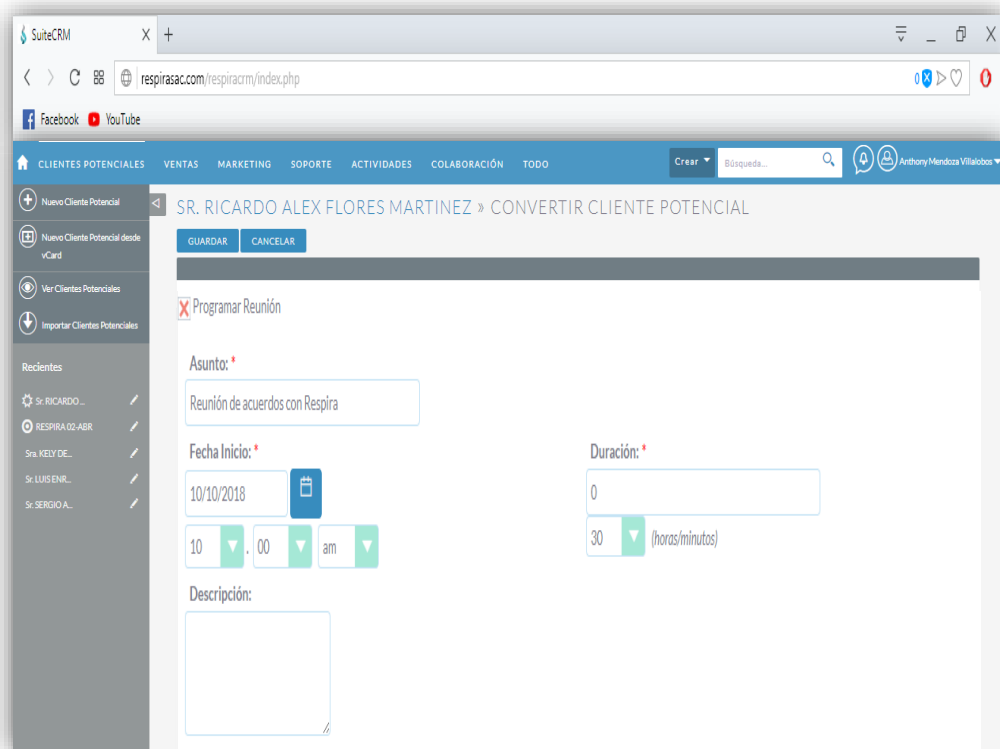 SuiteCRM
respirasac.com/respiracrm/index.php
0
Facebook YouTube
CLIENTES POTENCIALES VENTAS MARKETING SOPORTE ACTIVIDADES COLABORACIÓN TODO Crear Búsqueda... Anthony Mendoza Villalobos
Nuevo Cliente Potencial
Nuevo Cliente Potencial desde
vCard
Ver Clientes Potenciales
Importar Clientes Potenciales
Recientes
Sr. RICARDO ...
RESPIRA 02-ABR
Sra. KELY DE...
Sr. LUIS ENR...
Sr. SERGIO A...
SR. RICARDO ALEX FLORES MARTINEZ » CONVERTIR CLIENTE POTENCIAL
GUARDAR CANCELAR
Programar Reunión
Asunto: *
Reunión de acuerdos con Respira
Fecha Inicio: * Duración: *
10/10/2018 0
10 . 00 am 30 (horas/minutos)
Descripción: